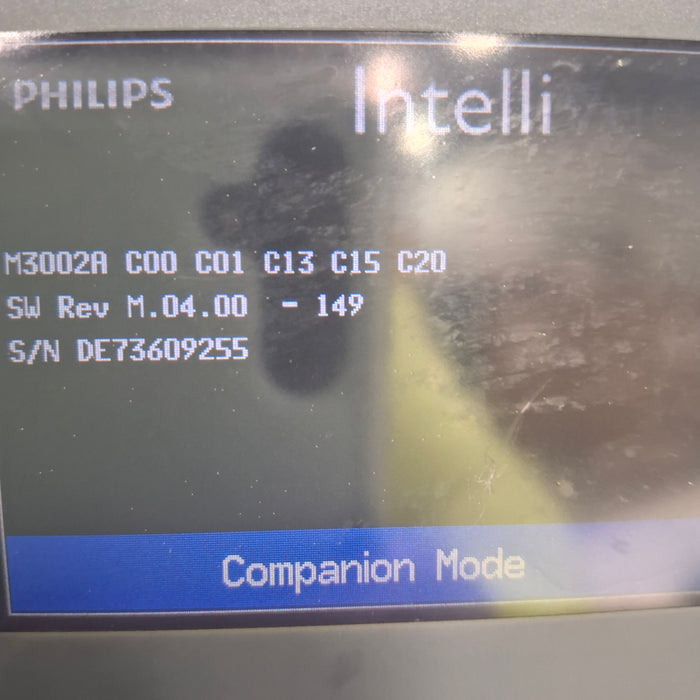 PHILIPS
Intelli
M3002A C00 C01 C13 C15 C20
SW Rev M.04.00 - 149
S/N DE73609255
Companion Mode